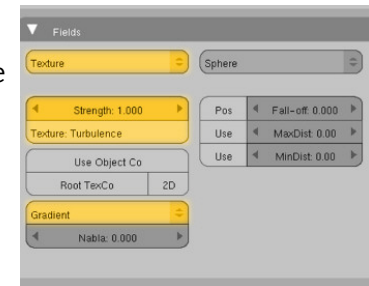 Fields
e
Texture
Sphere
Strength: 1.000
Texture: Turbulence
Use Object Co
Root TexCo 2D
Gradient
Nabla: 0.000
Pos Fall-off: 0.000
Use MaxDist: 0.00
Use MinDist: 0.00